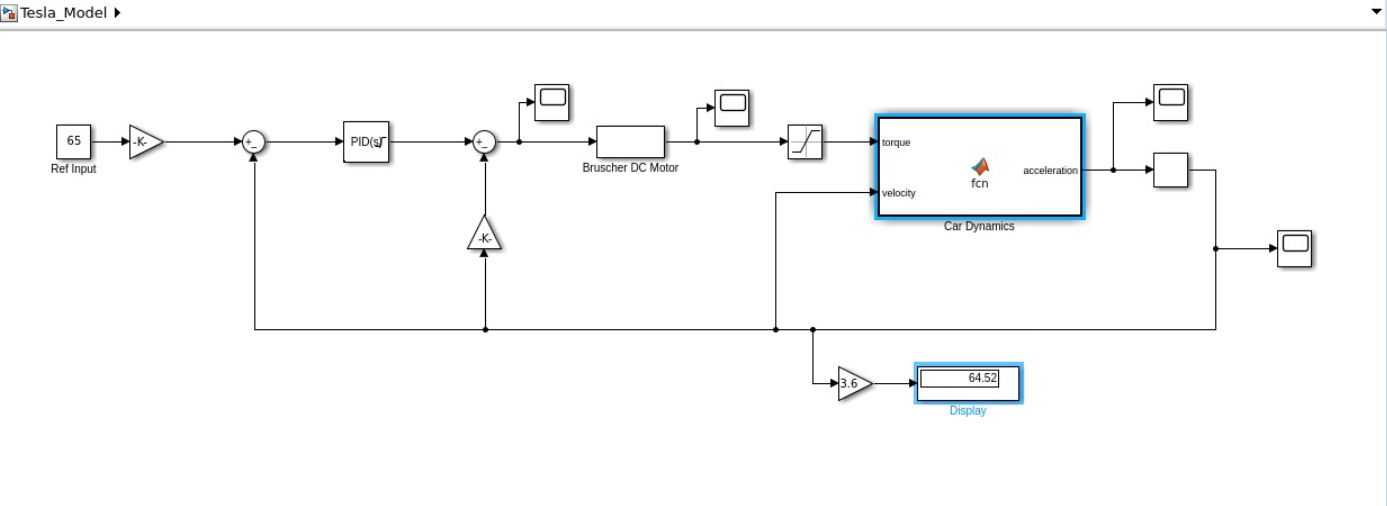 Tesla_Model
65
Ref Input
-K-
PID(s)
-K-
Bruscher DC Motor
torque
velocity
fcn
acceleration
Car Dynamics
3.6
64.52
Display